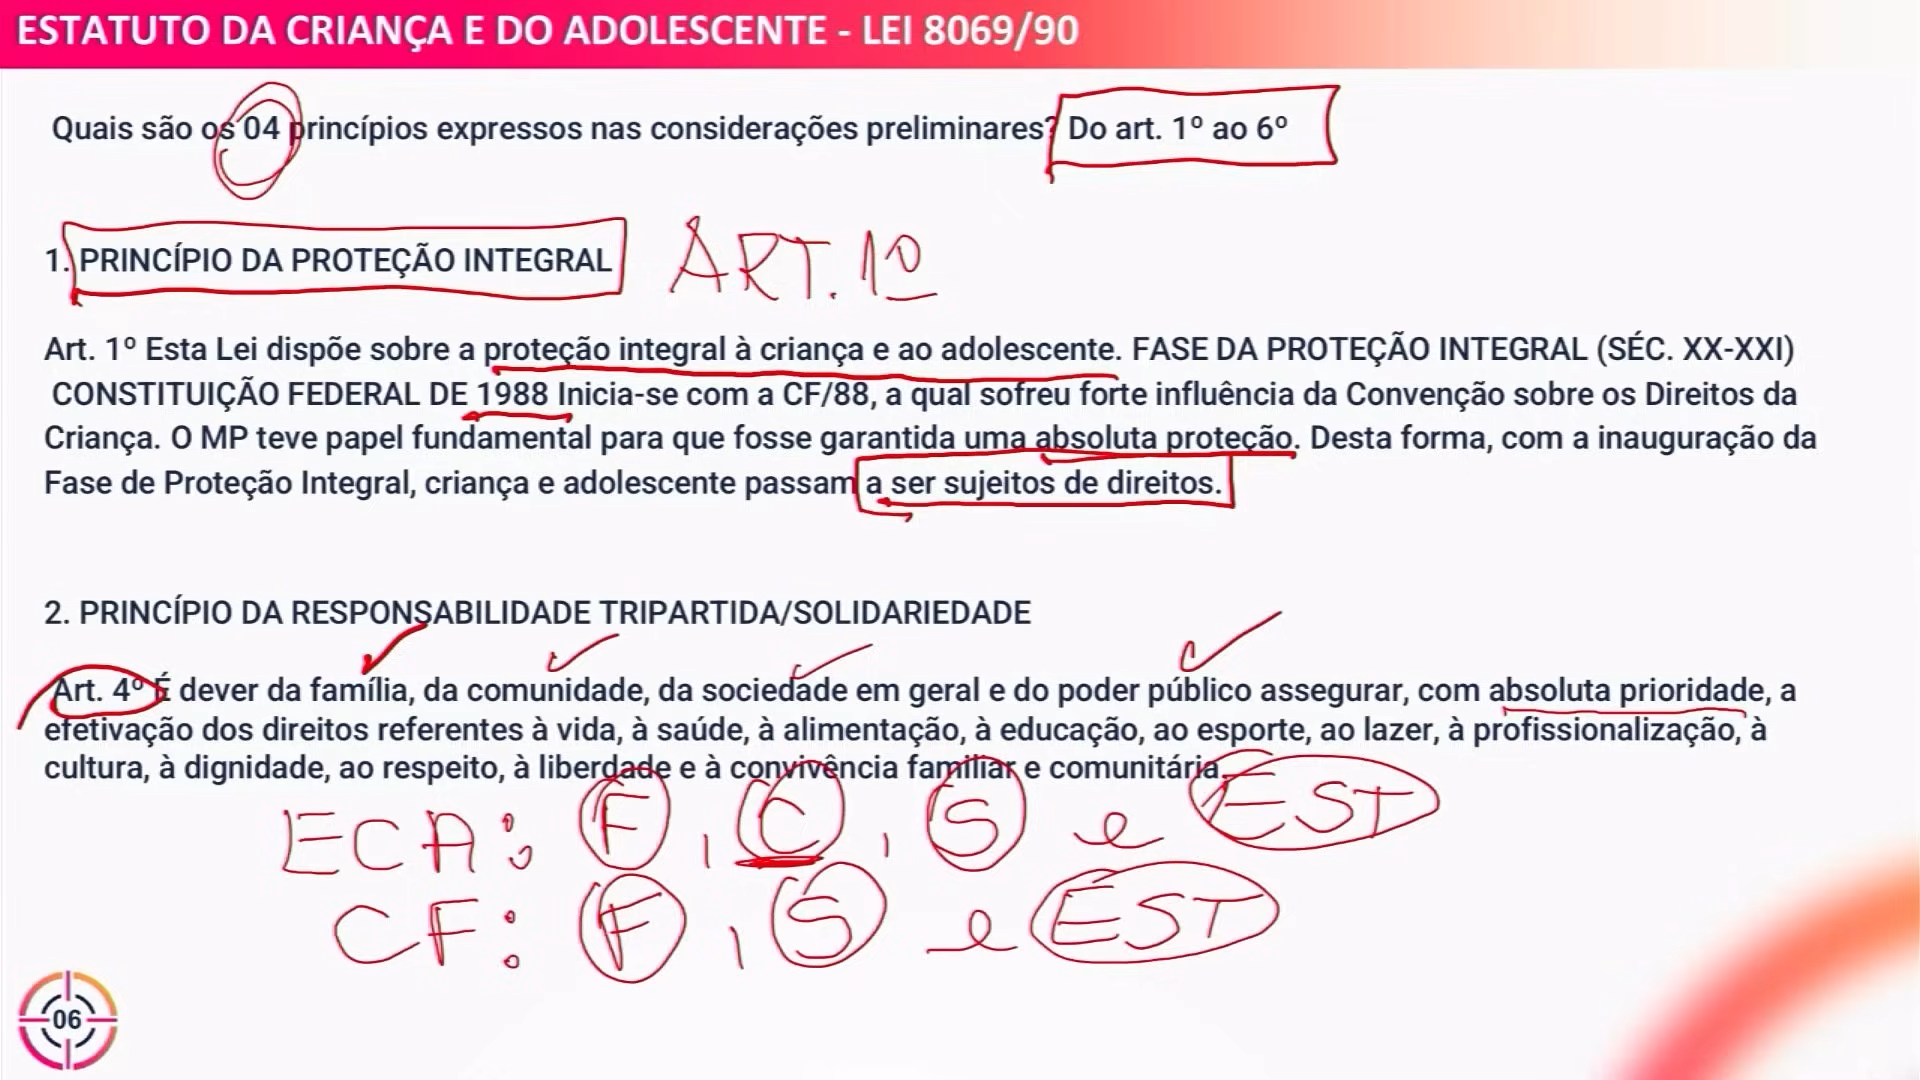 ESTATUTO DA CRIANÇA E DO ADOLESCENTE - LEI 8069/90
Quais são os 04 princípios expressos nas considerações preliminares? Do art. 1º ao 6º
1. PRINCÍPIO DA PROTEÇÃO INTEGRAL ART. 1º
Art. 1º Esta Lei dispõe sobre a proteção integral à criança e ao adolescente. FASE DA PROTEÇÃO INTEGRAL (SÉC. XX-XXI)
CONSTITUIÇÃO FEDERAL DE 1988 Inicia-se com a CF/88, a qual sofreu forte influência da Convenção sobre os Direitos da
Criança. O MP teve papel fundamental para que fosse garantida uma absoluta proteção. Desta forma, com a inauguração da
Fase de Proteção Integral, criança e adolescente passam a ser sujeitos de direitos.
2. PRINCÍPIO DA RESPONSABILIDADE TRIPARTIDA/SOLIDARIEDADE
Art. 4º É dever da família, da comunidade, da sociedade em geral e do poder público assegurar, com absoluta prioridade, a
efetivação dos direitos referentes à vida, à saúde, à alimentação, à educação, ao esporte, ao lazer, à profissionalização, à
cultura, à dignidade, ao respeito, à liberdade e à convivência familiar e comunitária.
ECA: F, C, S e EST
CF: F, S e EST
06